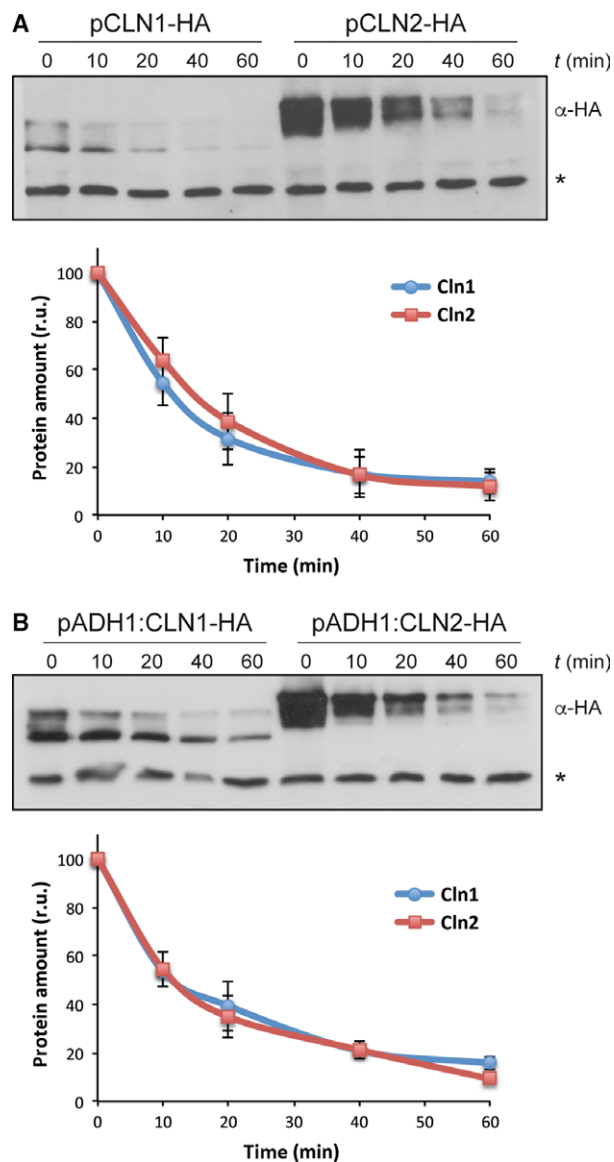 A
pCLN1-HA pCLN2-HA
0 10 20 40 60 0 10 20 40 60 t (min)
α-HA
*
100
80
60
40
20
0
Protein amount (r.u.)
Cln1
Cln2
0 10 20 30 40 50 60
Time (min)
B
pADH1:CLN1-HA pADH1:CLN2-HA
0 10 20 40 60 0 10 20 40 60 t (min)
α-HA
*
100
80
60
40
20
0
Protein amount (r.u.)
Cln1
Cln2
0 10 20 30 40 50 60
Time (min)